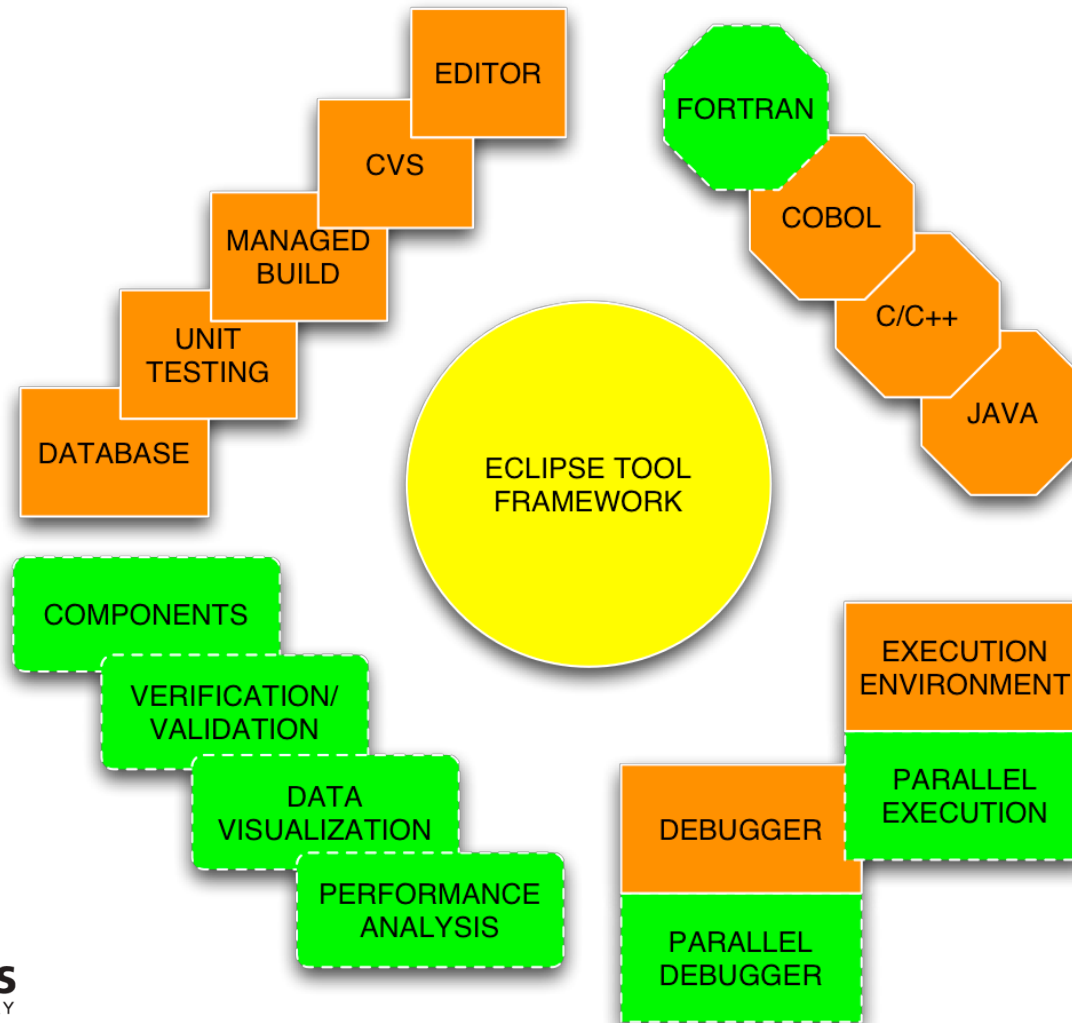 EDITOR
CVS
MANAGED
BUILD
UNIT
TESTING
DATABASE
FORTRAN
COBOL
C/C++
JAVA
ECLIPSE TOOL
FRAMEWORK
COMPONENTS
VERIFICATION/
VALIDATION
DATA
VISUALIZATION
PERFORMANCE
ANALYSIS
EXECUTION
ENVIRONMENT
PARALLEL
EXECUTION
DEBUGGER
PARALLEL
DEBUGGER